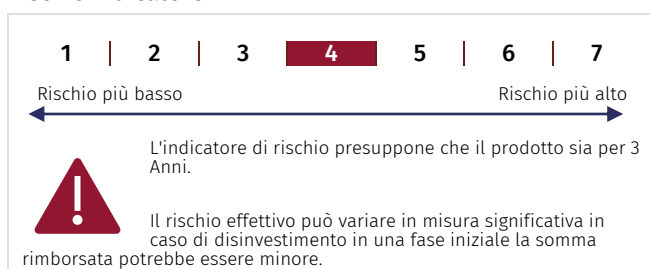 1 2 3 4 5 6 7
Rischio più basso Rischio più alto
L'indicatore di rischio presuppone che il prodotto sia per 3
Anni.
Il rischio effettivo può variare in misura significativa in
caso di disinvestimento in una fase iniziale la somma
rimborsata potrebbe essere minore.